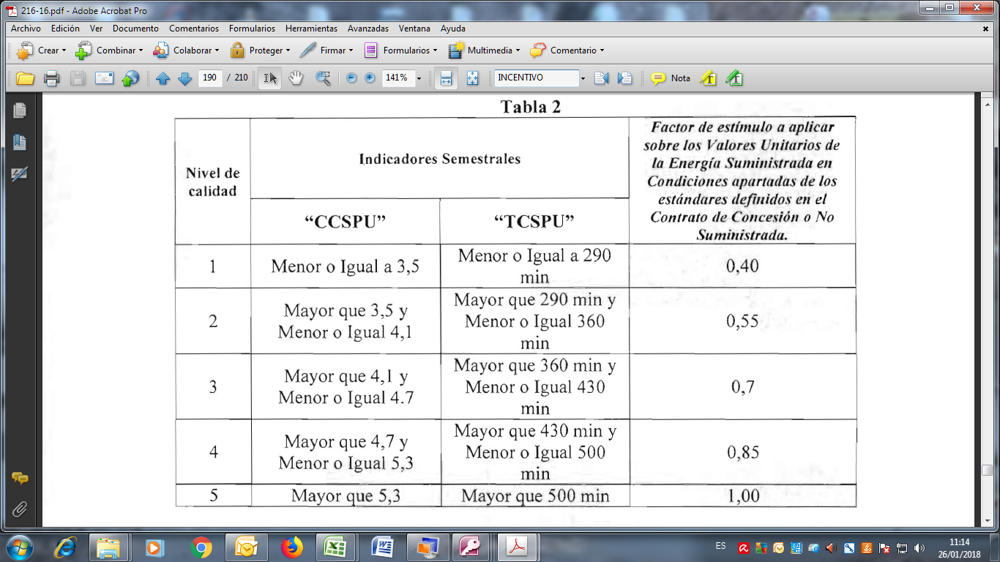 216-16.pdf - Adobe Acrobat Pro
Archivo Edición Ver Documento Comentarios Formularios Herramientas Avanzadas Ventana Ayuda
Crear Combinar Colaborar Proteger Firmar Formularios Multimedia Comentario
190 / 210 141% INCENTIVO Nota
Tabla 2
Nivel de
calidad
Indicadores Semestrales
“CCSPU”
“TCSPU”
Factor de estímulo a aplicar
sobre los Valores Unitarios de
la Energía Suministrada en
Condiciones apartadas de los
estándares definidos en el
Contrato de Concesión o No
Suministrada.
1
Menor o Igual a 3,5
Menor o Igual a 290
min
0,40
2
Mayor que 3,5 y
Menor o Igual 4,1
Mayor que 290 min y
Menor o Igual 360
min
0,55
3
Mayor que 4,1 y
Menor o Igual 4.7
Mayor que 360 min y
Menor o Igual 430
min
0,7
4
Mayor que 4,7 y
Menor o Igual 5,3
Mayor que 430 min y
Menor o Igual 500
min
0,85
5
Mayor que 5,3
Mayor que 500 min
1,00
ES
11:14
26/01/2018